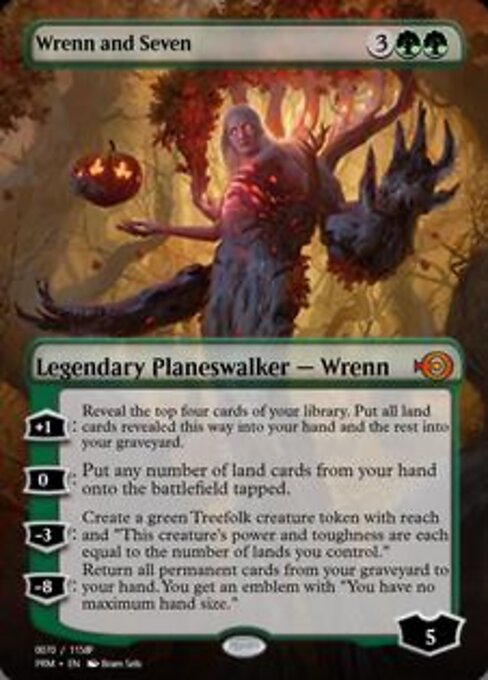 Wrenn and Seven 3
Legendary Planeswalker — Wrenn
+1: Reveal the top four cards of your library. Put all land
cards revealed this way into your hand and the rest into
your graveyard.
0: Put any number of land cards from your hand
onto the battlefield tapped.
-3: Create a green Treefolk creature token with reach
and "This creature's power and toughness are each
equal to the number of lands you control."
-8: Return all permanent cards from your graveyard to
your hand. You get an emblem with "You have no
maximum hand size."
5
PRM • EN